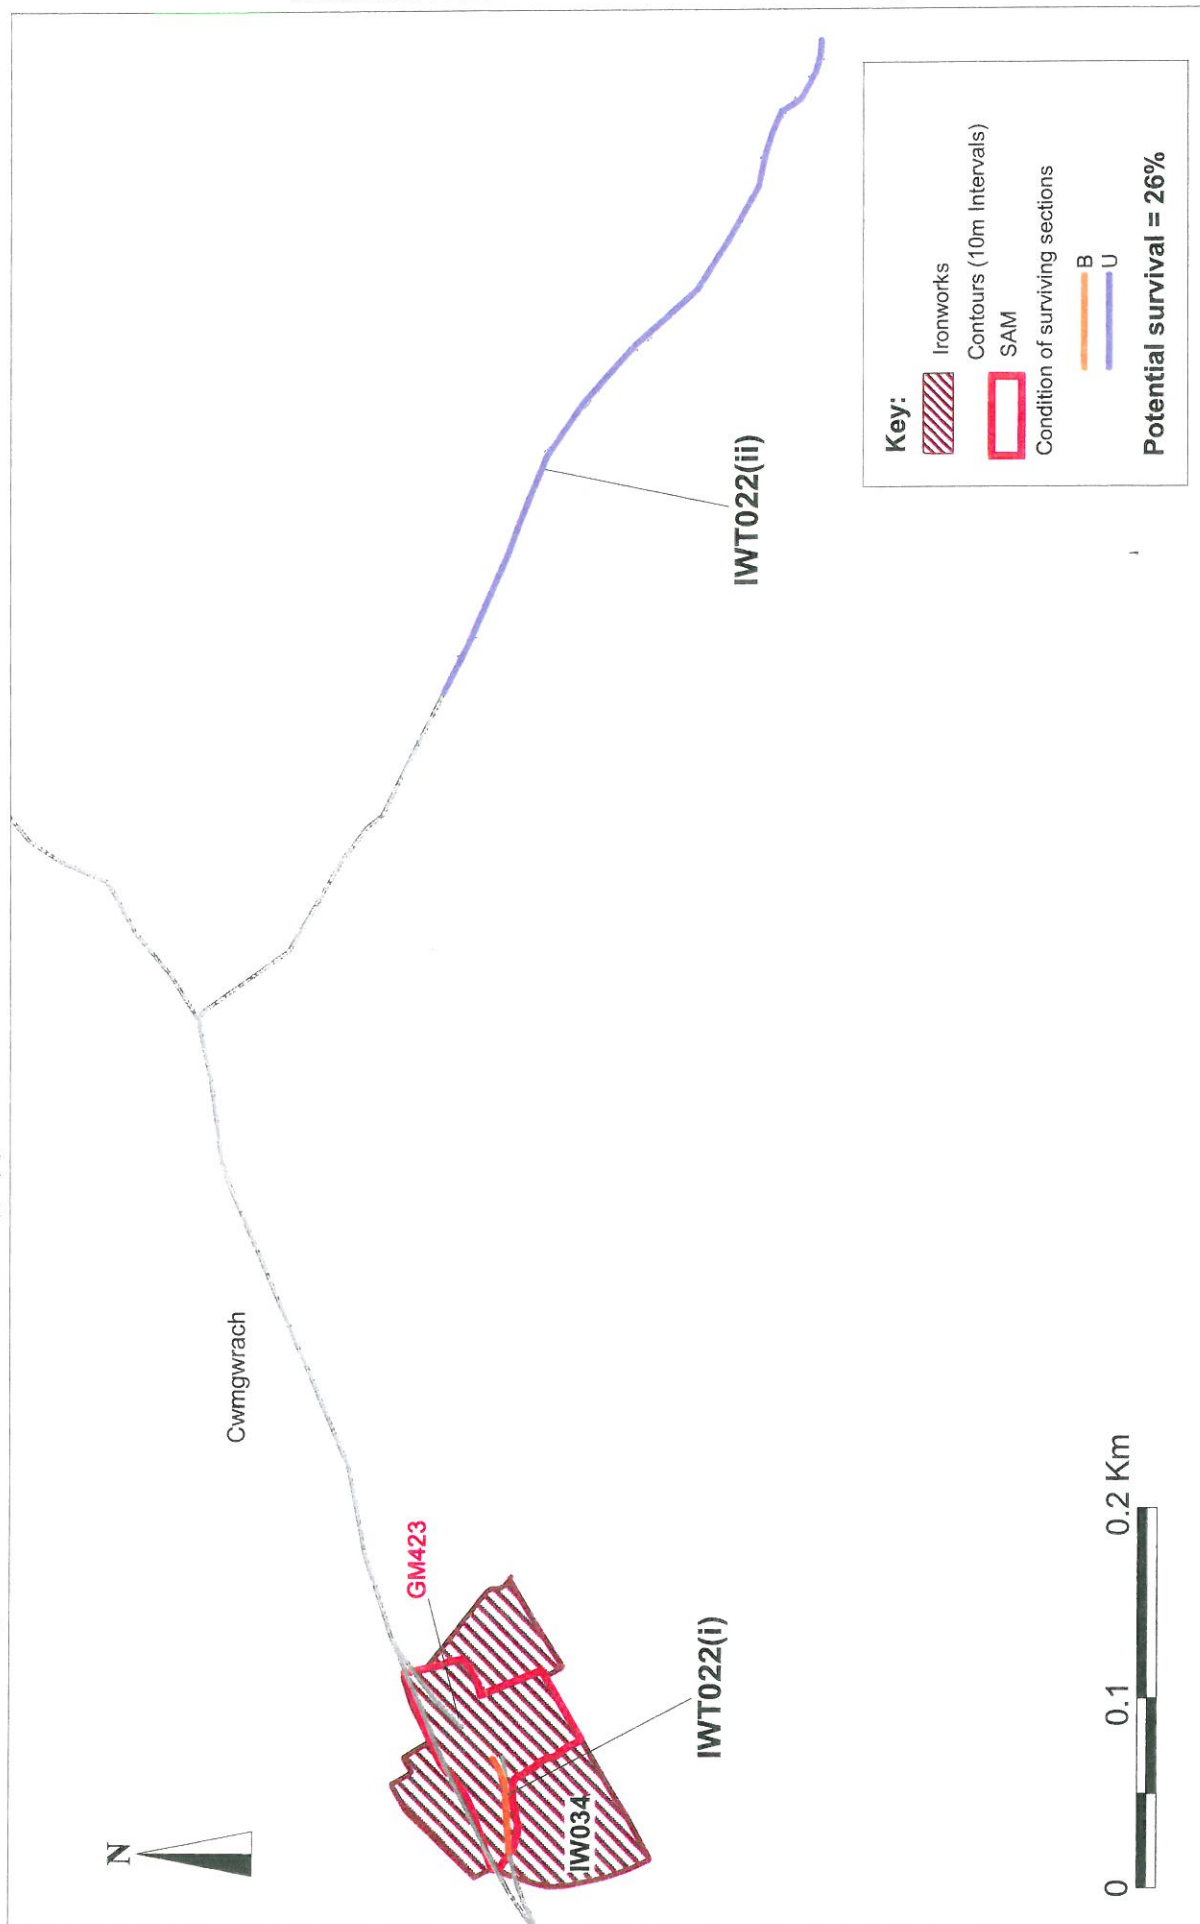 N
Cwmgwrach
GM423
IW034
IWT022(i)
IWT022(ii)
0 0.1 0.2 Km
Key:
Ironworks
Contours (10m Intervals)
SAM
Condition of surviving sections
B
U
Potential survival = 26%